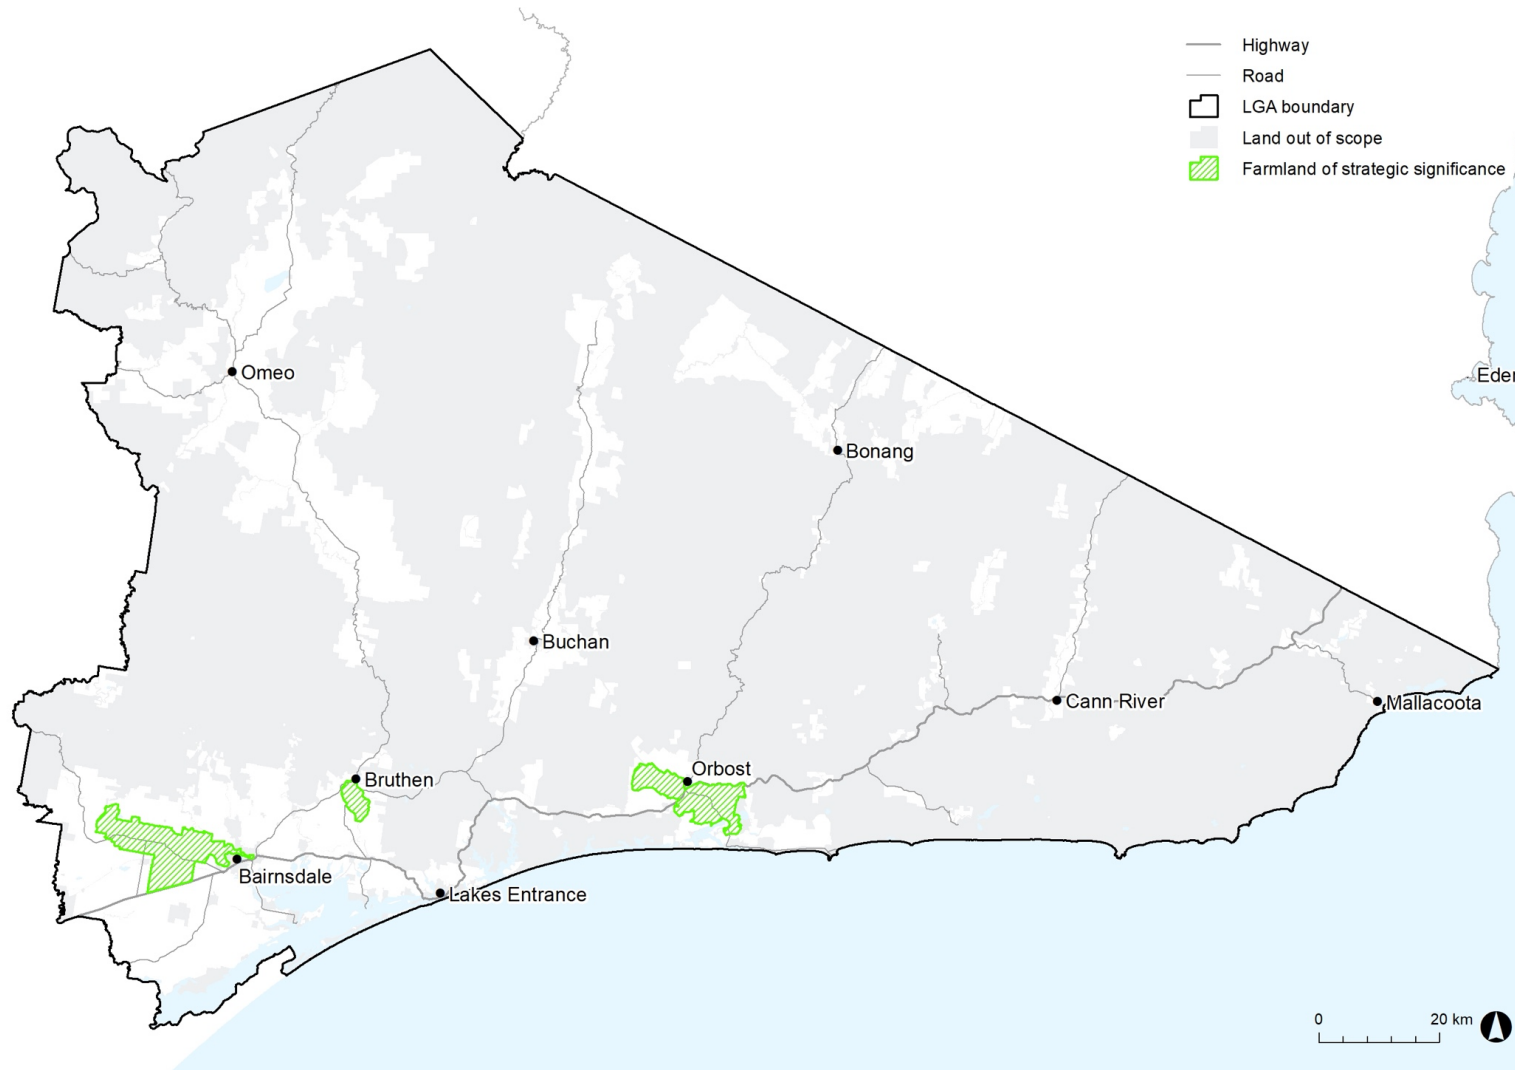 Highway
Road
LGA boundary
Land out of scope
Farmland of strategic significance
Omeo
Eder
Bonang
Buchan
Cann River
Mallacoota
Orbost
Bruthen
Bairnsdale
Lakes Entrance
0 20 km